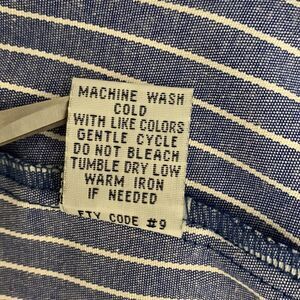 MACHINE WASH
COLD
WITH LIKE COLORS
GENTLE CYCLE
DO NOT BLEACH
TUMBLE DRY LOW
WARM IRON
IF NEEDED
FTY CODE #9